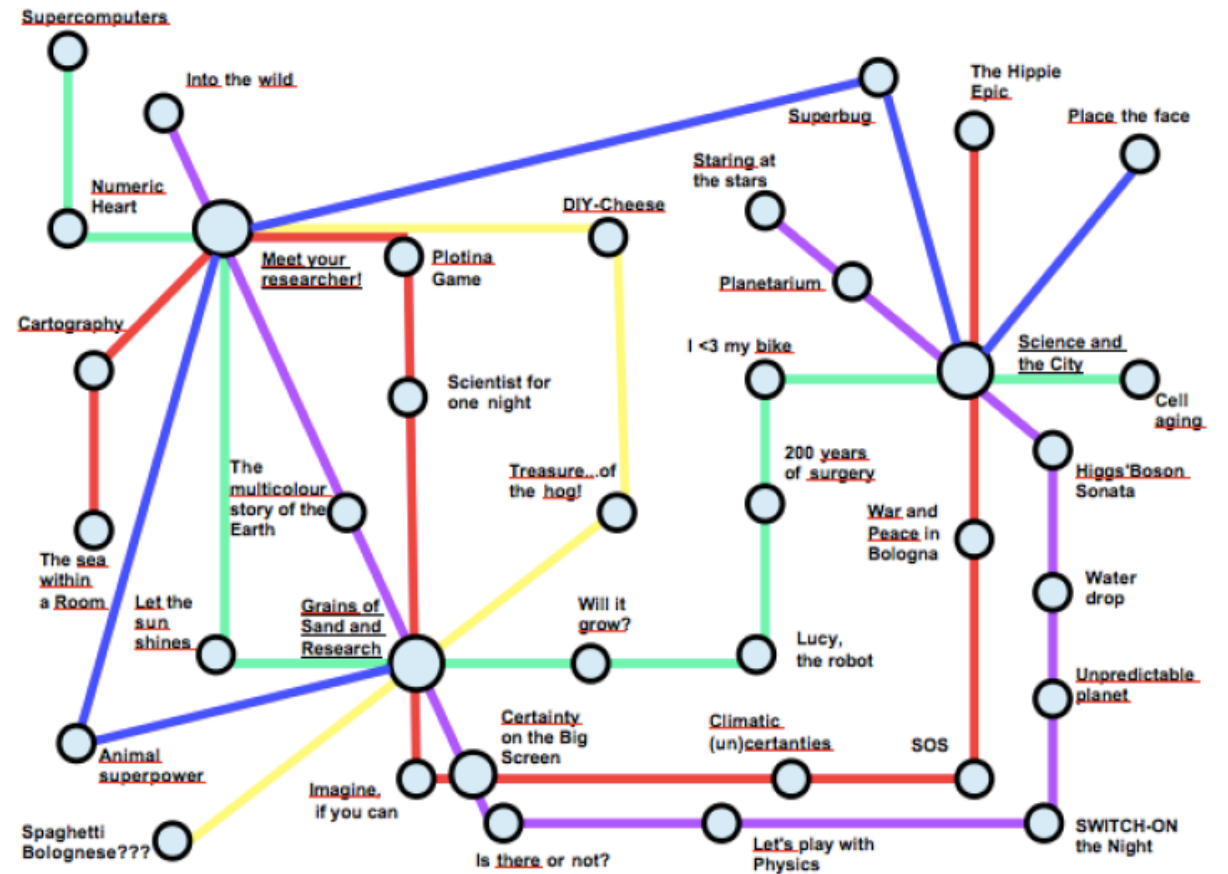 Supercomputers
Into the wild
The Hippie
Epic
Place the face
Superbug
Staring at
the stars
Numeric
Heart
DIY-Cheese
Meet your
researcher!
Plotina
Game
Planetarium
Cartography
I <3 my bike
Science and
the City
Scientist for
one night
Cell
aging
The
multicolour
story of the
Earth
Treasure...of
the hog!
200 years
of surgery
Higgs'Boson
Sonata
War and
Peace in
Bologna
The sea
within
a Room
Let the
sun
shines
Grains of
Sand and
Research
Will it
grow?
Water
drop
Lucy,
the robot
Unpredictable
planet
Animal
superpower
Certainty
on the Big
Screen
Climatic
(un)certanties
SOS
Imagine,
if you can
Spaghetti
Bolognese???
Is there or not?
Let's play with
Physics
SWITCH-ON
the Night